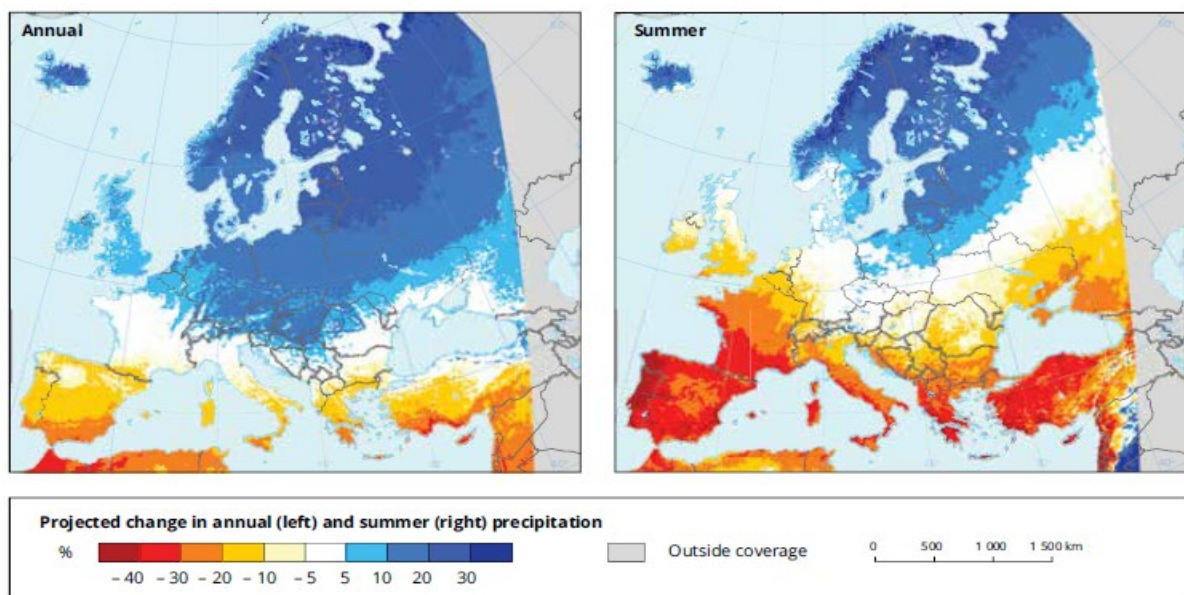 Annual
Summer
Projected change in annual (left) and summer (right) precipitation
%
– 40 – 30 – 20 – 10 – 5 5 10 20 30
Outside coverage
0 500 1 000 1 500 km